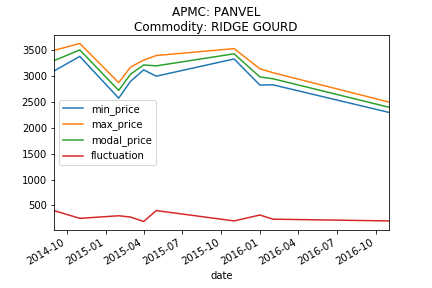 APMC: PANVEL
Commodity: RIDGE GOURD
3500
3000
2500
2000
1500
1000
500
min_price
max_price
modal_price
fluctuation
2014-10
2015-01
2015-04
2015-07
2015-10
2016-01
2016-04
2016-07
2016-10
date